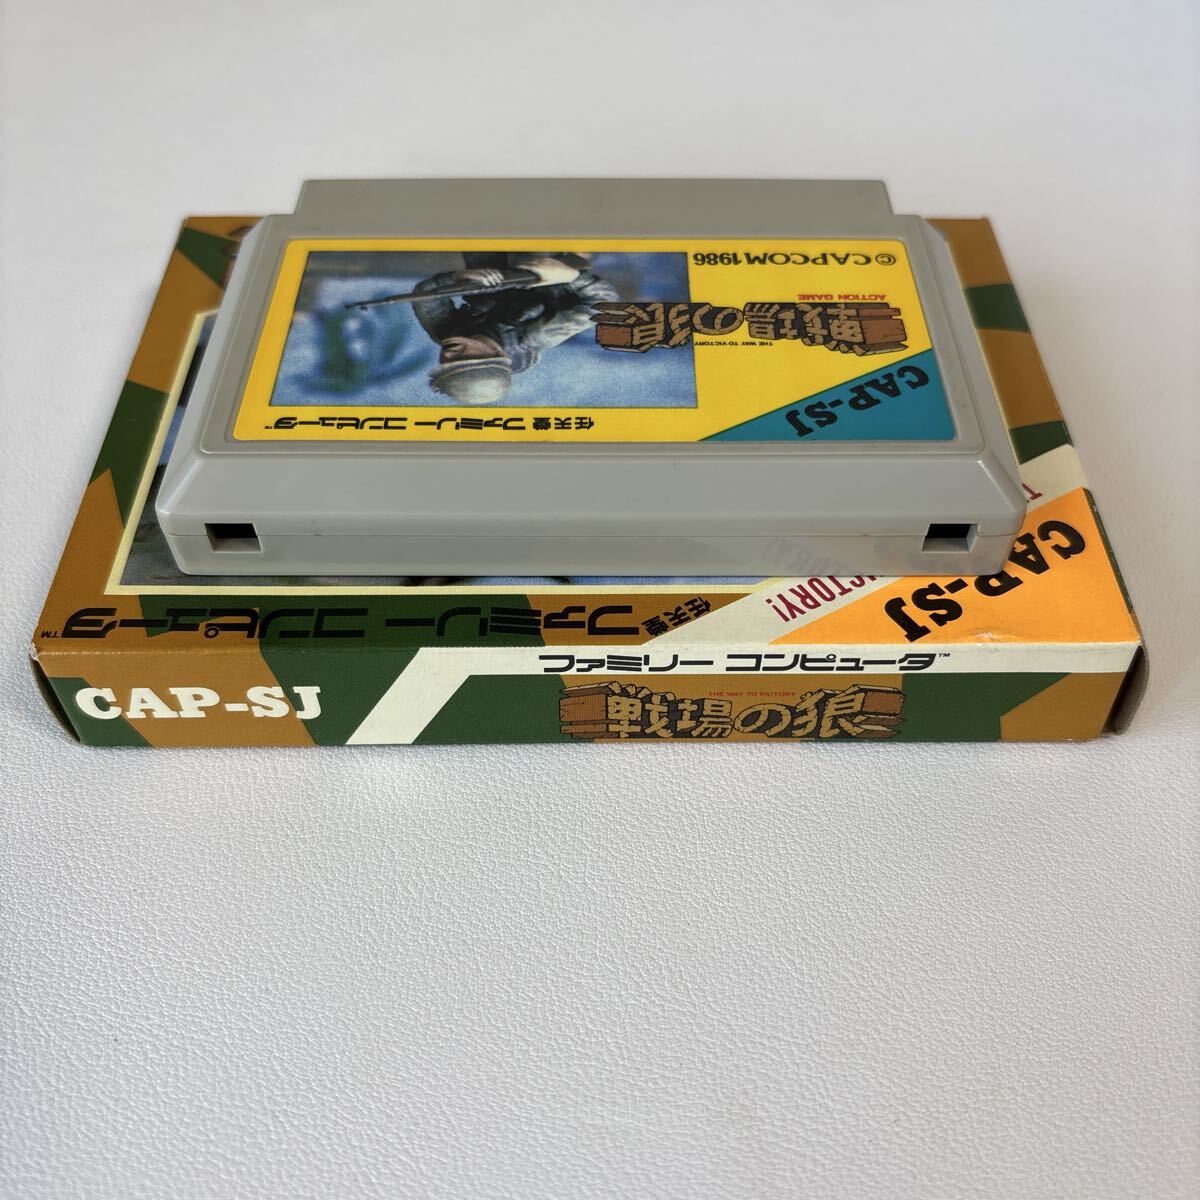 ©CAPCOM1986
ACTION GAME
戦場の狼
THE WAY TO VICTORY
CAP-SJ
任天堂 ファミリー コンピュータ™
CAP-SJ
VICTORY!
任天堂 ファミリー コンピュータ™
ファミリー コンピュータ™
CAP-SJ
THE WAY TO VICTORY
戦場の狼